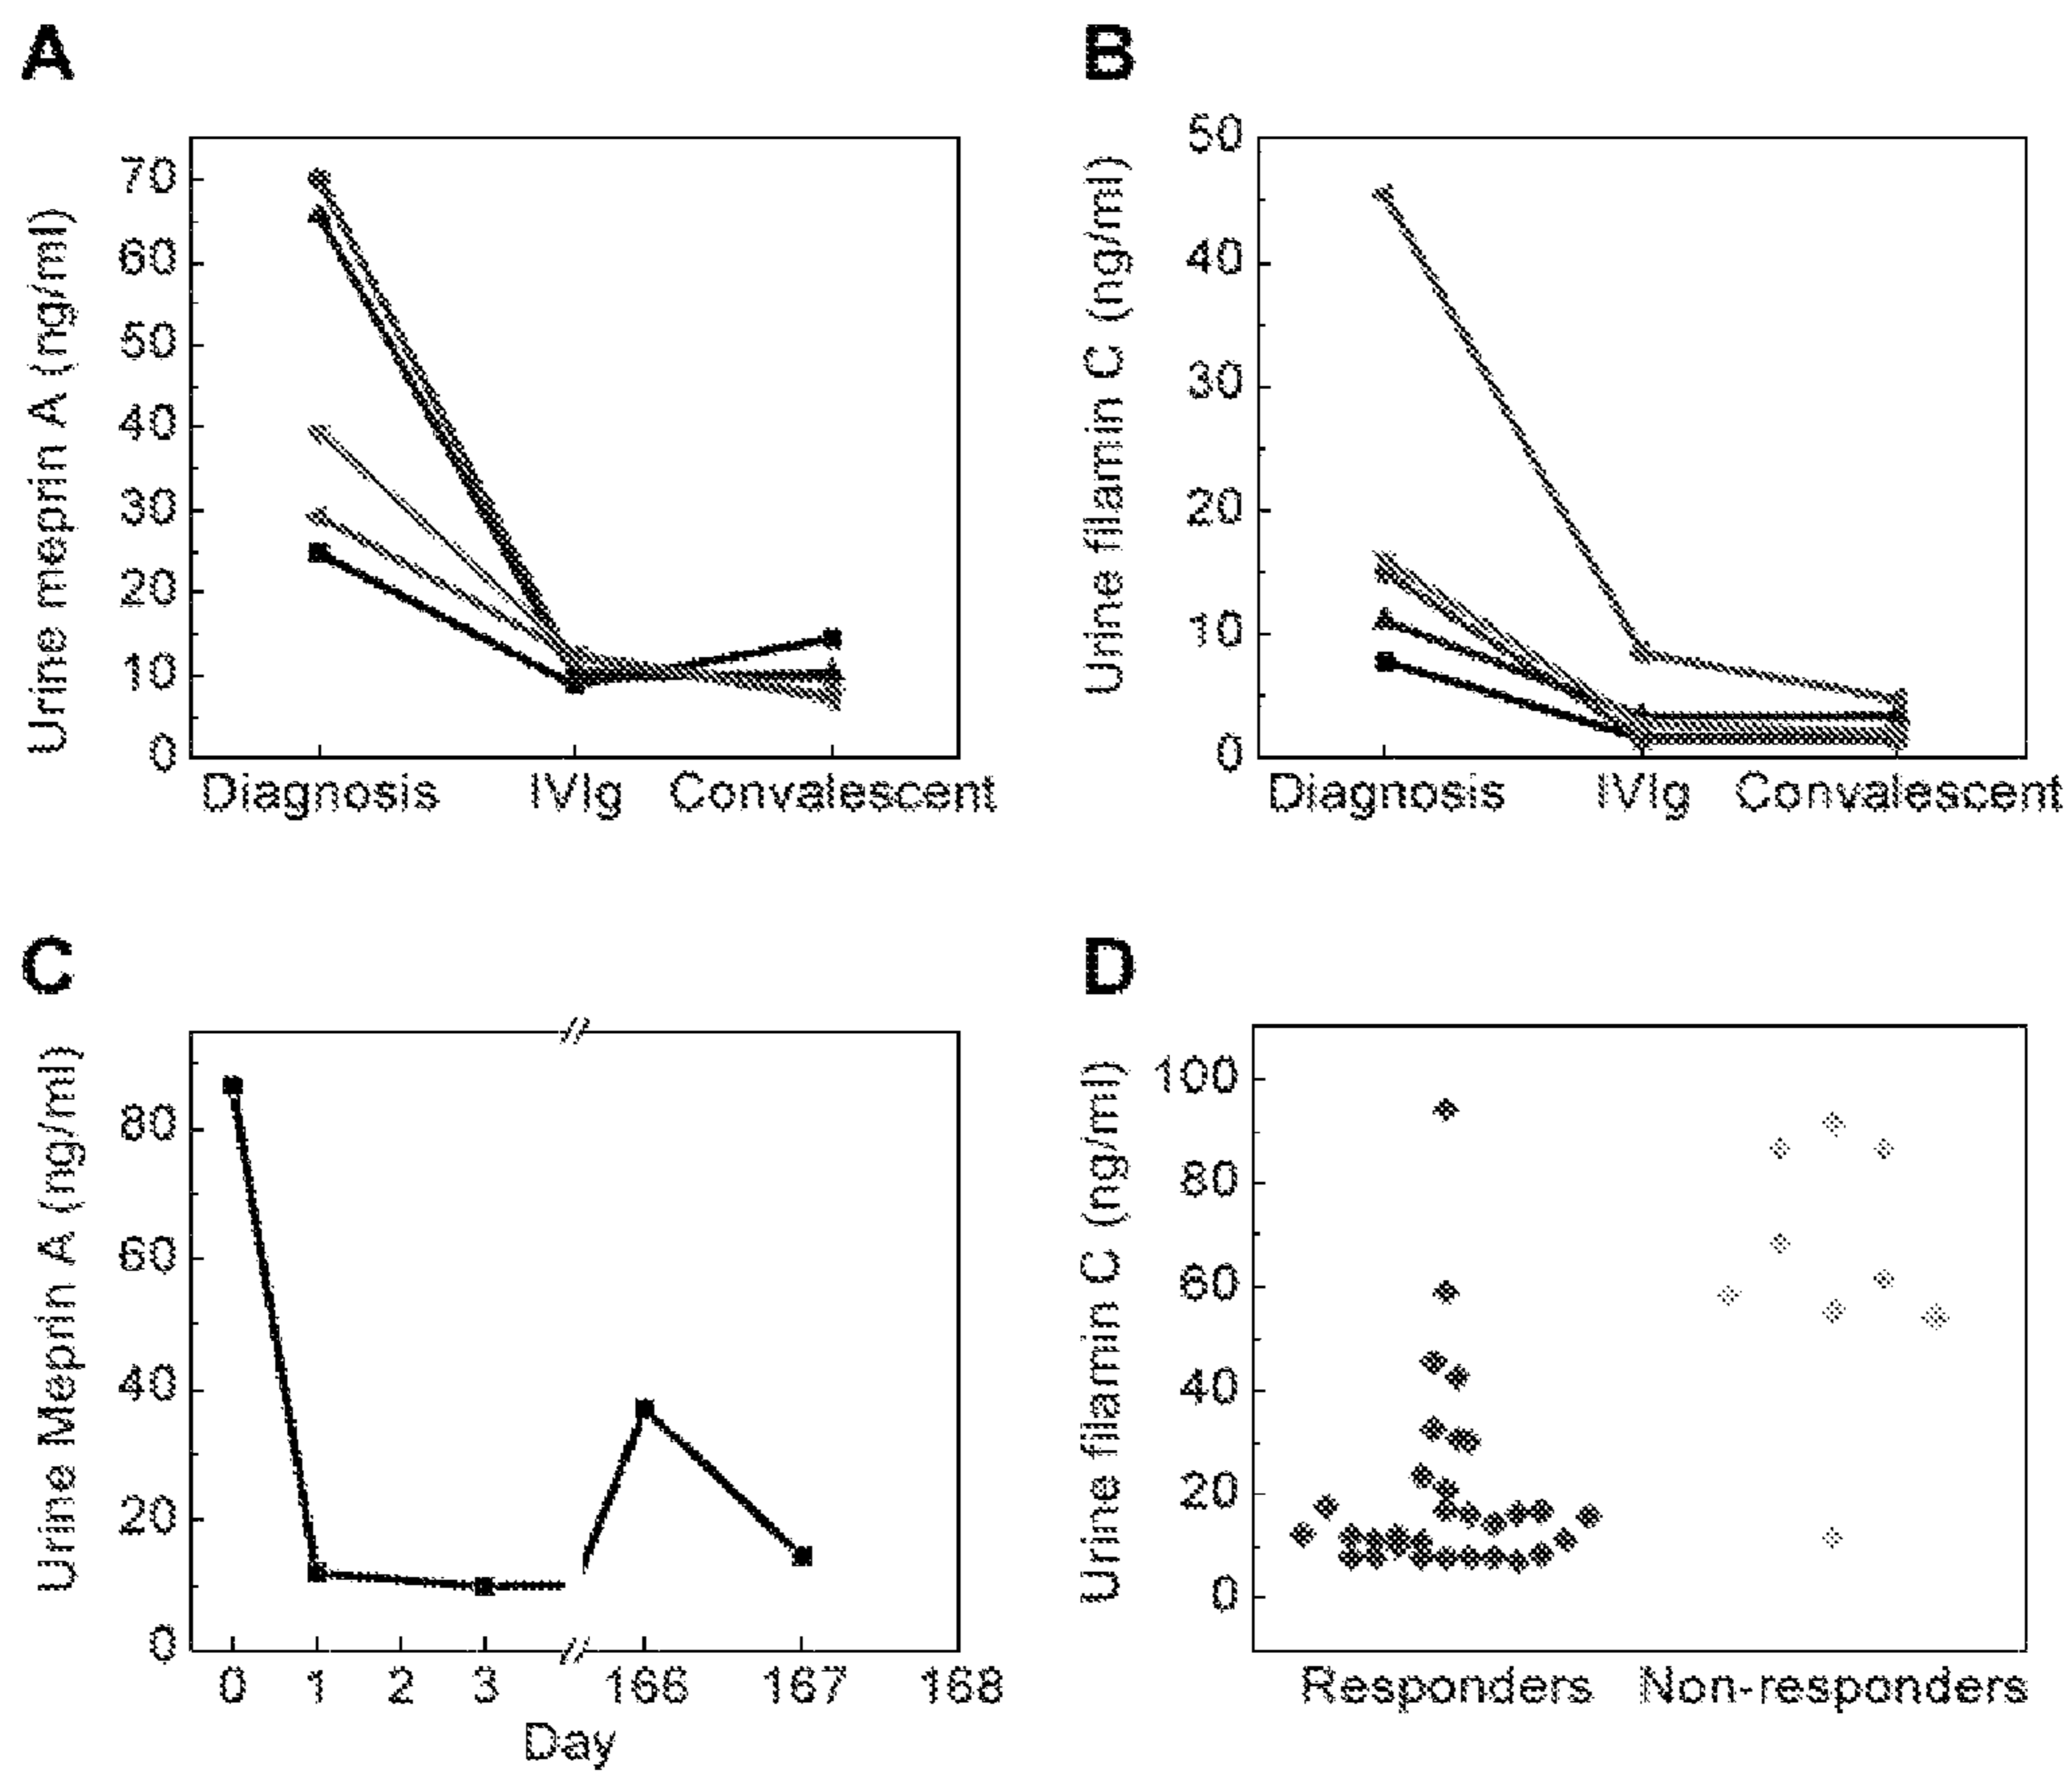 A
Urine meprin A (ng/ml)
70
60
50
40
30
20
10
0
Diagnosis IVIg Convalescent
B
Urine filamin C (ng/ml)
50
40
30
20
10
0
Diagnosis IVIg Convalescent
C
Urine Meprin A (ng/ml)
80
60
40
20
0
0 1 2 3 // 166 167 168
Day
D
Urine filamin C (ng/ml)
100
80
60
40
20
0
Responders Non-responders